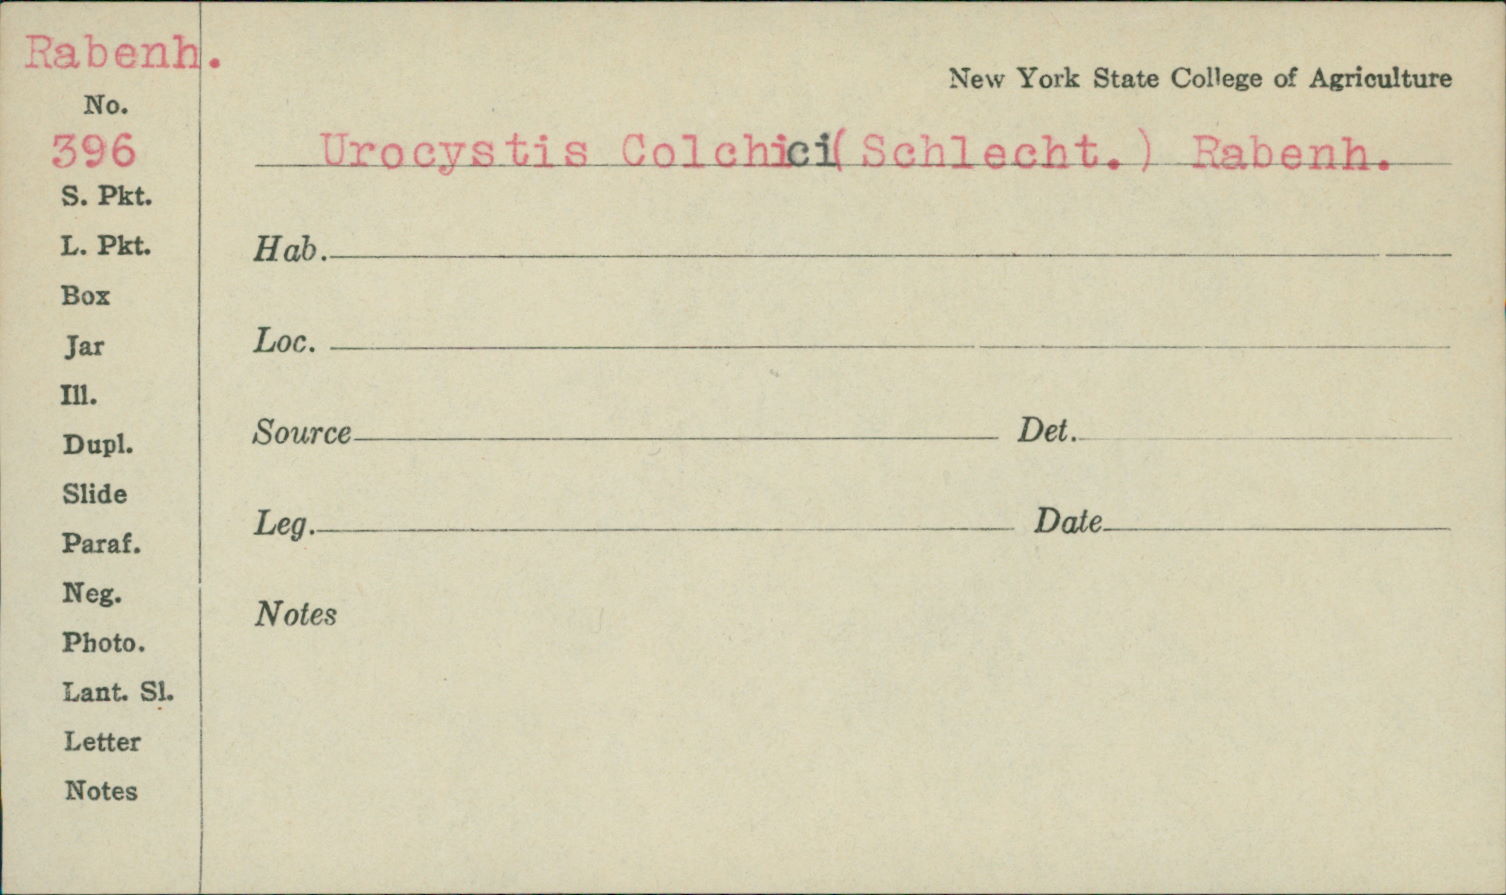 Rabenh.
No.
396
S. Pkt.
L. Pkt.
Box
Jar
Ill.
Dupl.
Slide
Paraf.
Neg.
Photo.
Lant. Sl.
Letter
Notes
New York State College of Agriculture
Urocystis Colchici(Schlecht.) Rabenh.
Hab.
Loc.
Source Det.
Leg. Date
Notes